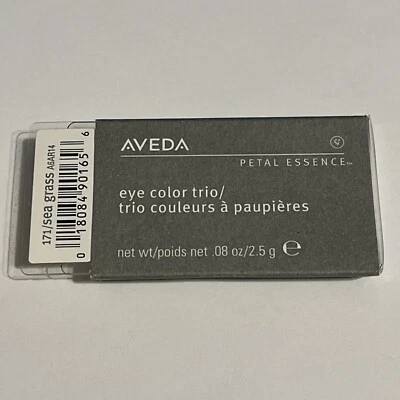 AVEDA
PETAL ESSENCE™
eye color trio/
trio couleurs à paupières
net wt/poids net .08 oz/2.5 g ℮
171/sea grass A6AR14
0 18084 90165 6